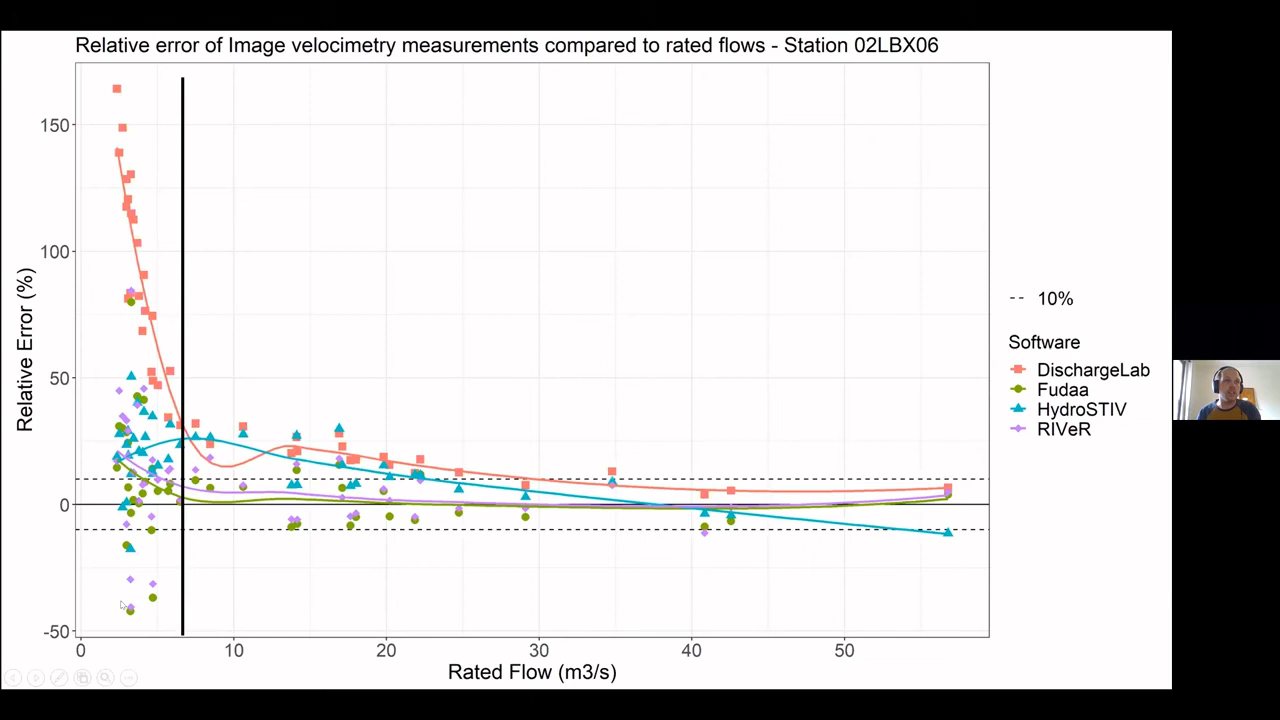 Relative error of Image velocimetry measurements compared to rated flows - Station 02LBX06
Relative Error (%)
150
100
50
0
-50
0 10 20 30 40 50
Rated Flow (m3/s)
10%
Software
DischargeLab
Fudaa
HydroSTIV
RIVeR